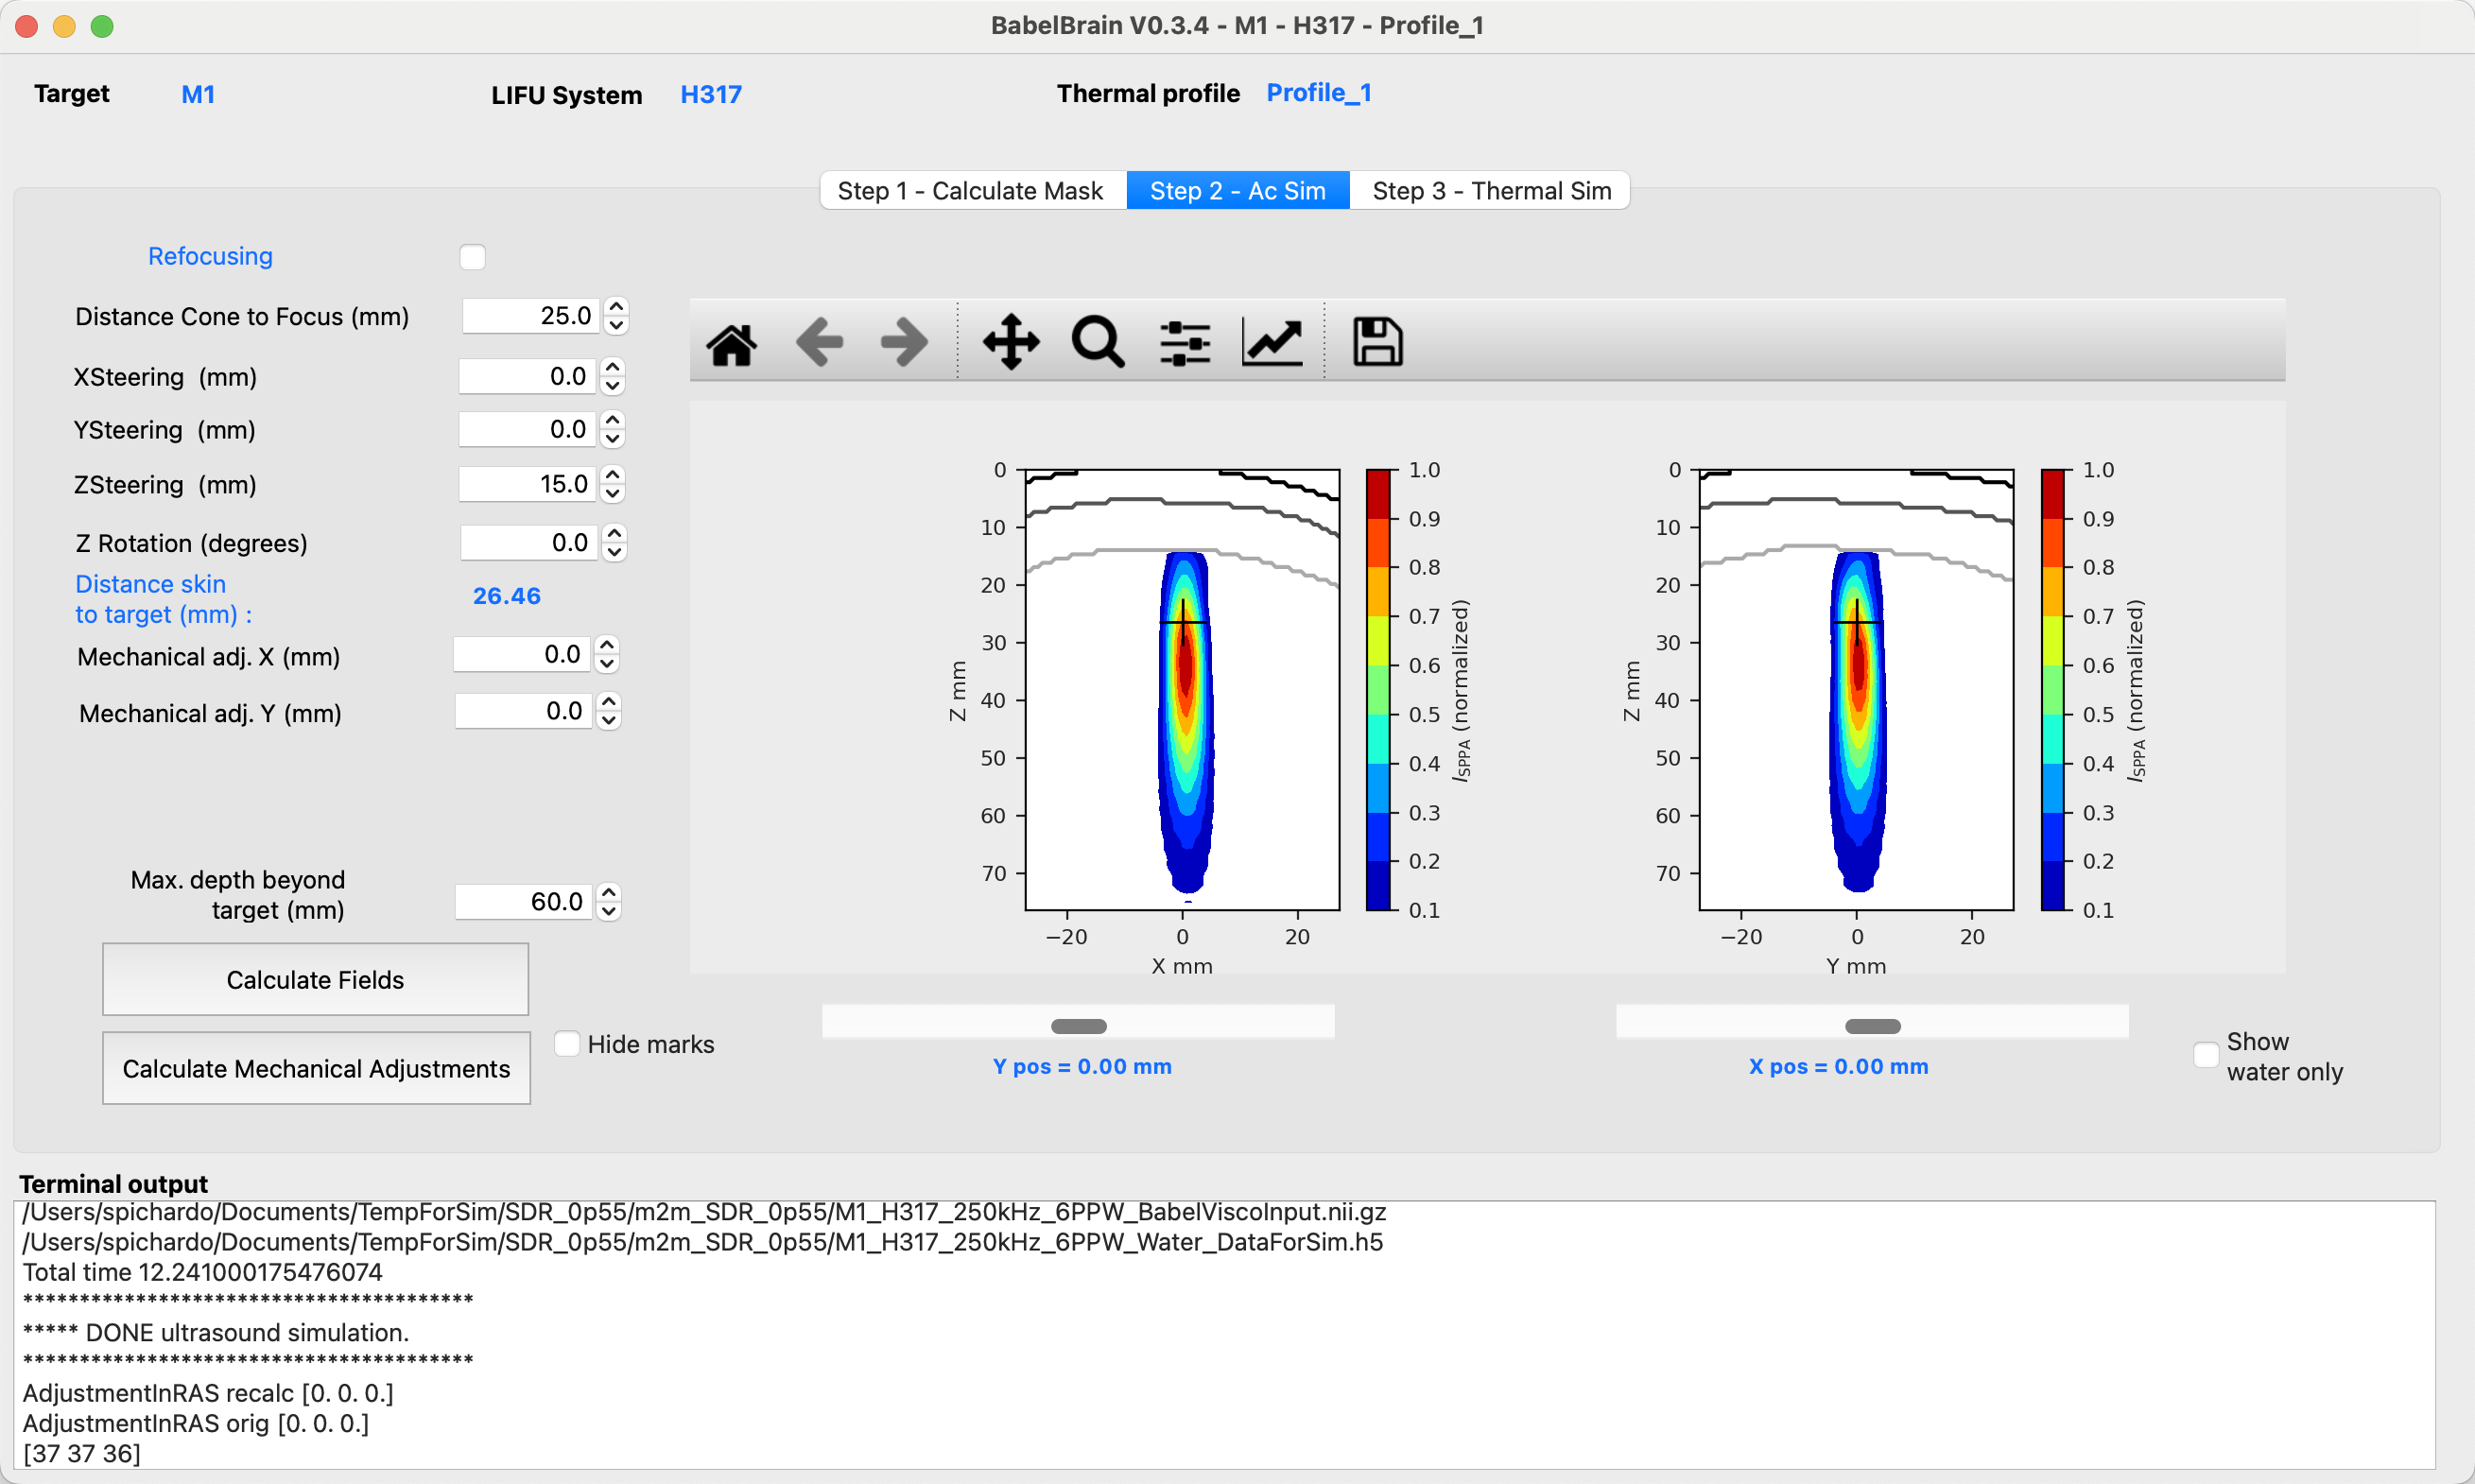 BabelBrain V0.3.4 - M1 - H317 - Profile_1
Target M1 LIFU System H317 Thermal profile Profile_1
Step 1 - Calculate Mask Step 2 - Ac Sim Step 3 - Thermal Sim
Refocusing
Distance Cone to Focus (mm) 25.0
XSteering (mm) 0.0
YSteering (mm) 0.0
ZSteering (mm) 15.0
Z Rotation (degrees) 0.0
Distance skin
to target (mm) : 26.46
Mechanical adj. X (mm) 0.0
Mechanical adj. Y (mm) 0.0
Max. depth beyond
target (mm) 60.0
Calculate Fields
Calculate Mechanical Adjustments
Hide marks
0
10
20
30
40
50
60
70
Z mm
−20 0 20
X mm
1.0
0.9
0.8
0.7
0.6
0.5
0.4
0.3
0.2
0.1
ISPPA (normalized)
Y pos = 0.00 mm
0
10
20
30
40
50
60
70
Z mm
−20 0 20
Y mm
1.0
0.9
0.8
0.7
0.6
0.5
0.4
0.3
0.2
0.1
ISPPA (normalized)
X pos = 0.00 mm
Show
water only
Terminal output
/Users/spichardo/Documents/TempForSim/SDR_0p55/m2m_SDR_0p55/M1_H317_250kHz_6PPW_BabelViscoInput.nii.gz
/Users/spichardo/Documents/TempForSim/SDR_0p55/m2m_SDR_0p55/M1_H317_250kHz_6PPW_Water_DataForSim.h5
Total time 12.241000175476074
****************************************
***** DONE ultrasound simulation.
****************************************
AdjustmentInRAS recalc [0. 0. 0.]
AdjustmentInRAS orig [0. 0. 0.]
[37 37 36]